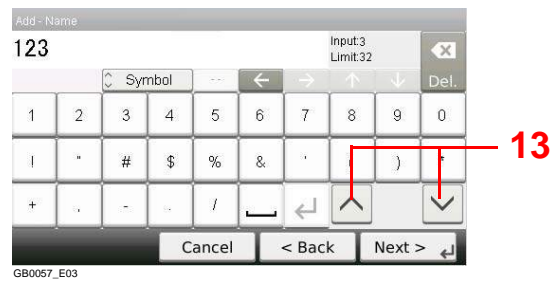 Add - Name
123
Input:3
Limit:32
Symbol -- ← → ↑ ↓ Del.
1 2 3 4 5 6 7 8 9 0
! " # $ % & ' ) 
13
+ , - . /
Cancel < Back Next >
GB0057_E03